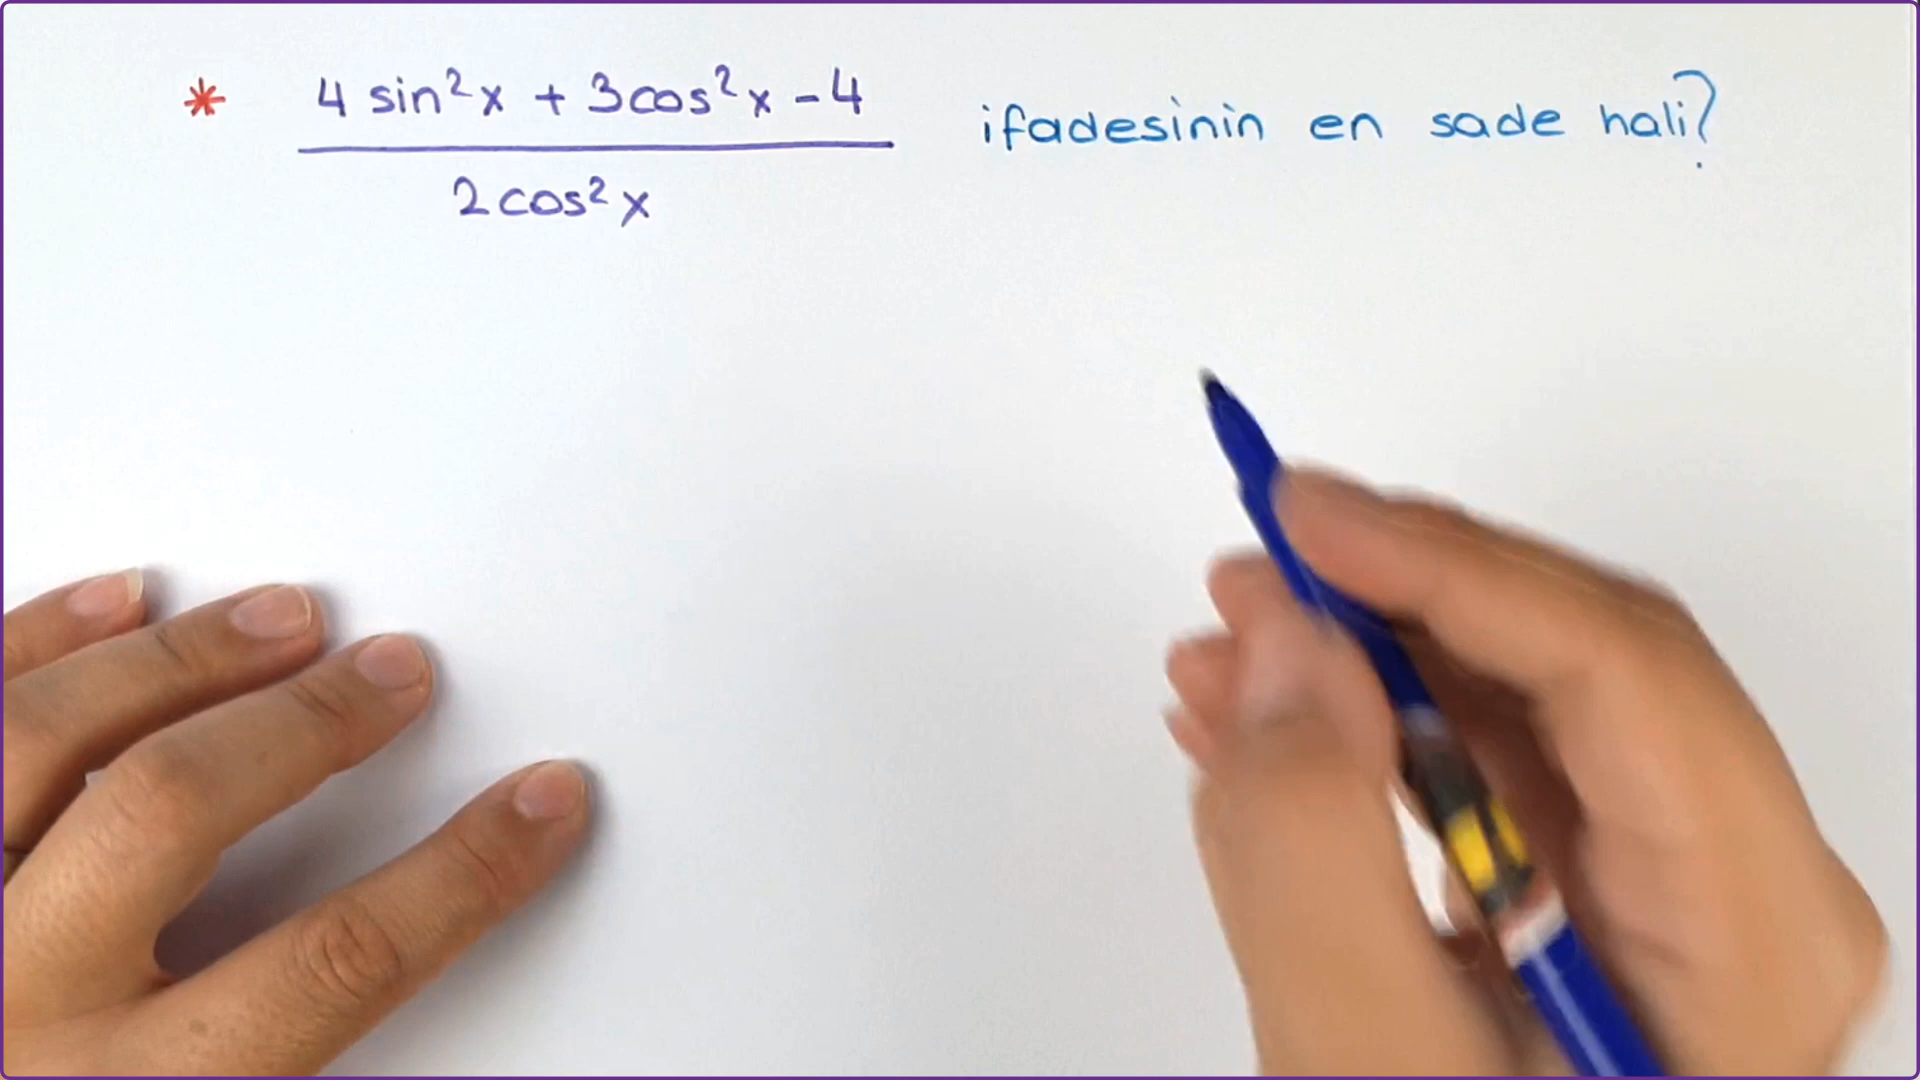 * 4 sin²x + 3cos²x - 4 ifadesinin en sade hali?
2cos²x